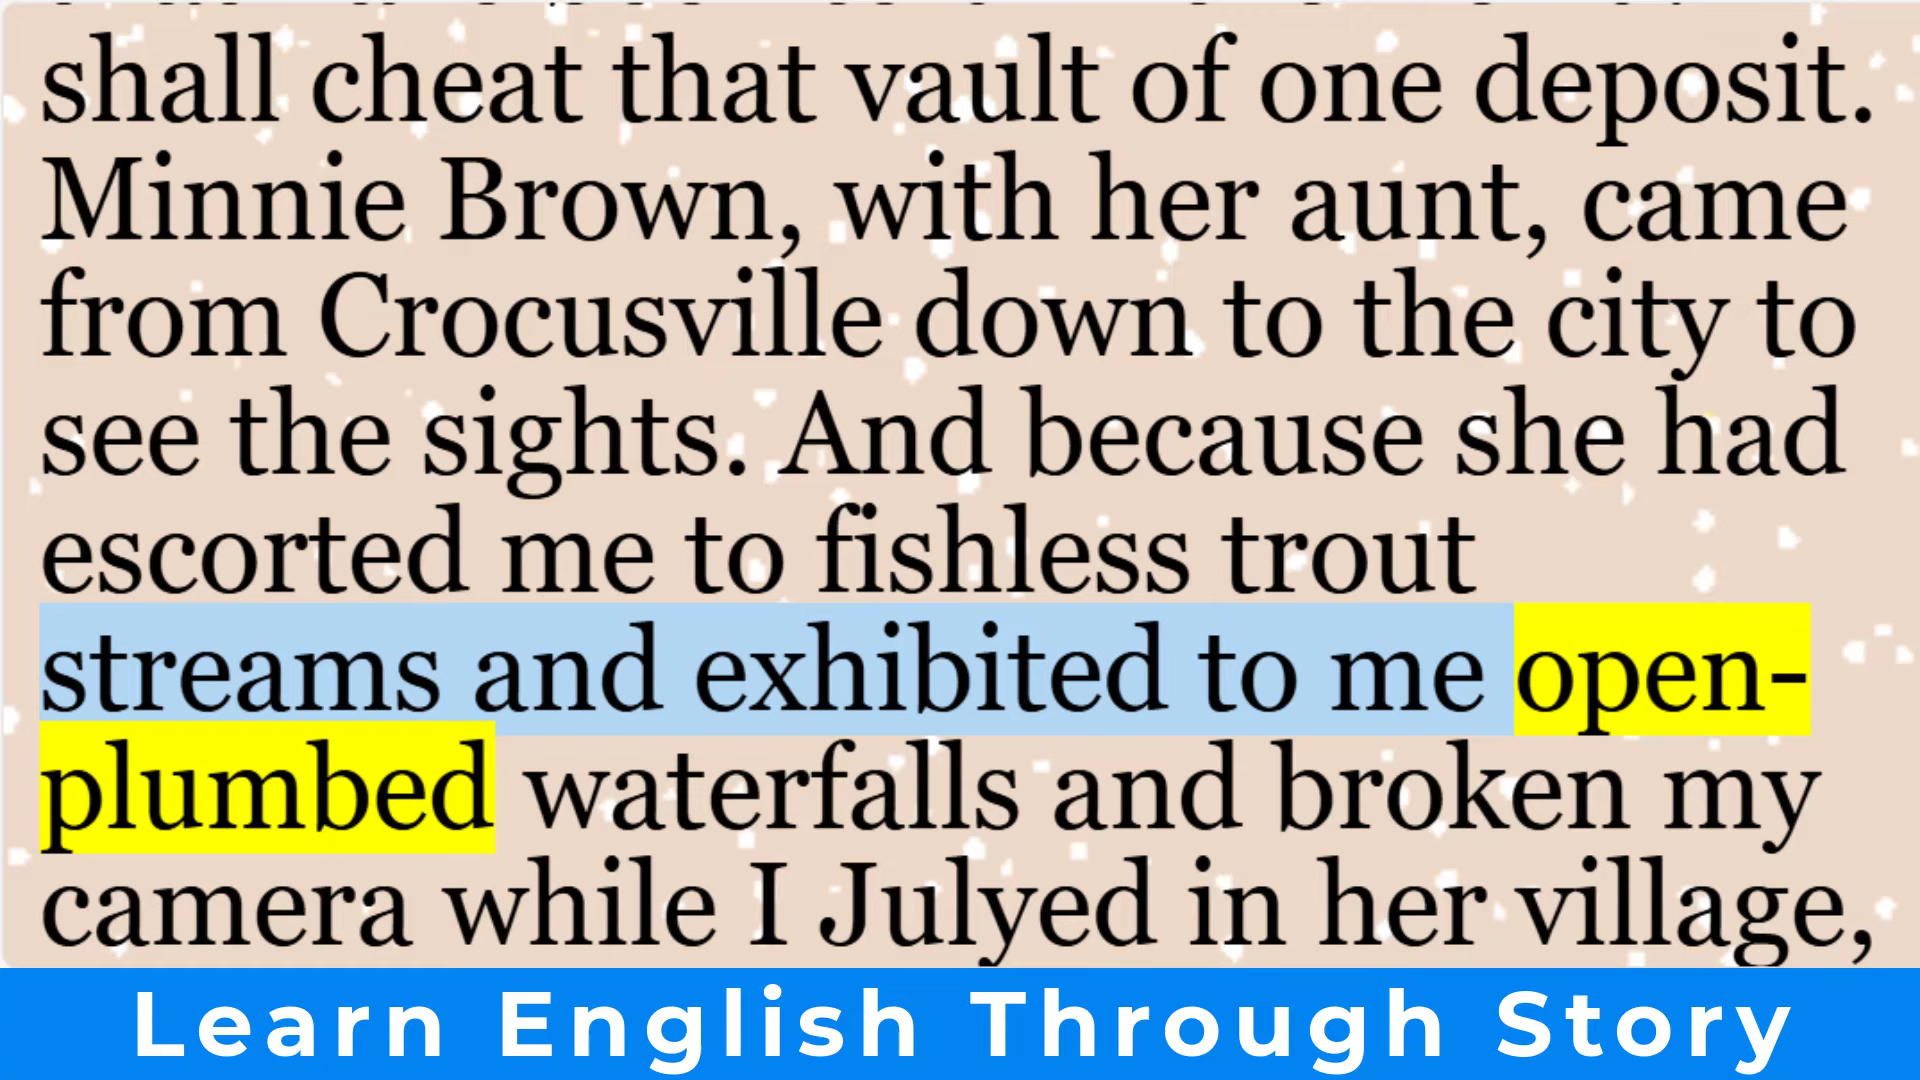 shall cheat that vault of one deposit.
Minnie Brown, with her aunt, came
from Crocusville down to the city to
see the sights. And because she had
escorted me to fishless trout
streams and exhibited to me open-
plumbed waterfalls and broken my
camera while I Julyed in her village,
Learn English Through Story